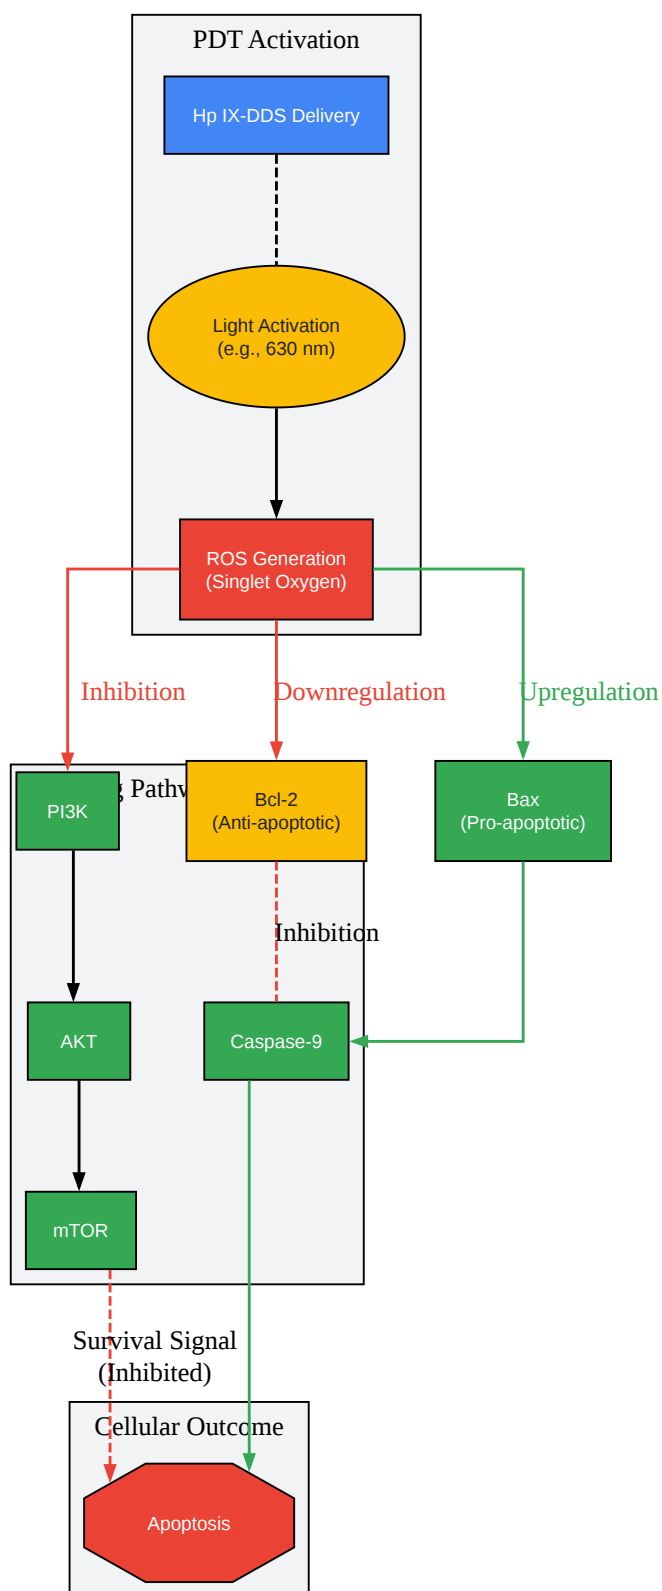 PDT Activation
Hp IX-DDS Delivery
Light Activation
(e.g., 630 nm)
ROS Generation
(Singlet Oxygen)
Inhibition
Downregulation
Upregulation
PI3K
Bcl-2
(Anti-apoptotic)
Bax
(Pro-apoptotic)
Inhibition
AKT
Caspase-9
mTOR
Survival Signal
(Inhibited)
Cellular Outcome
Apoptosis